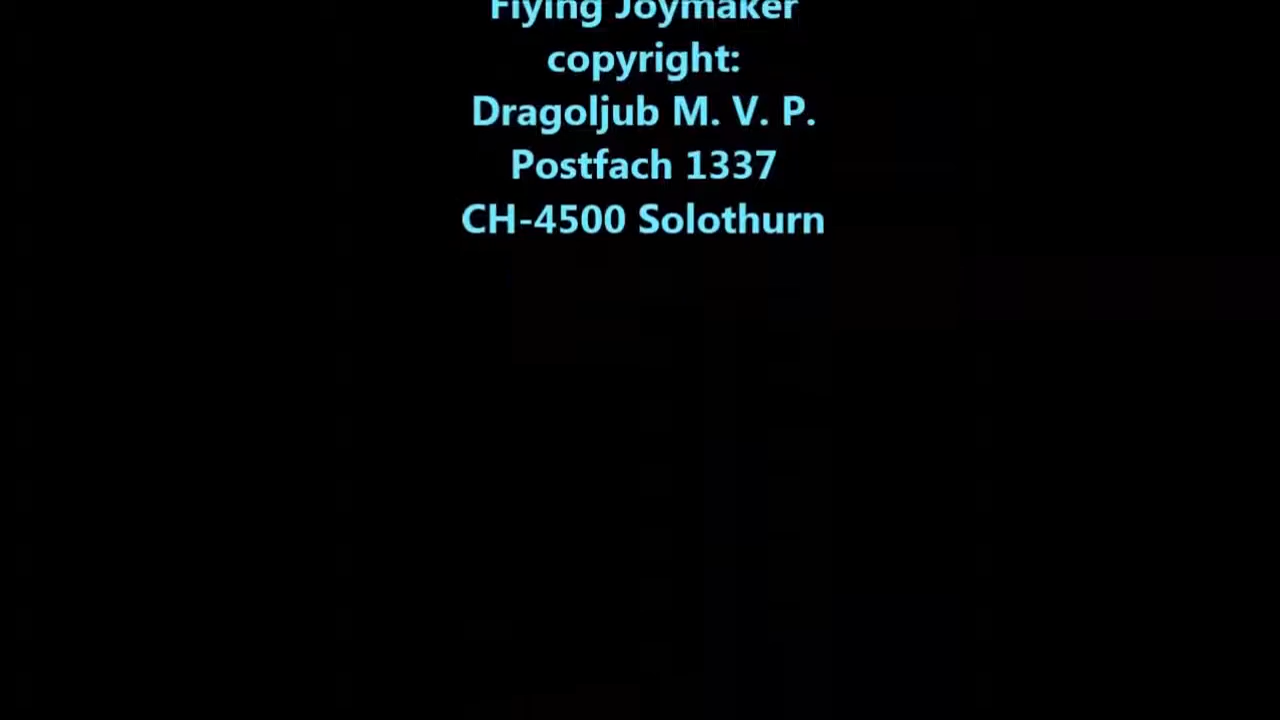 Flying Joymaker
copyright:
Dragoljub M. V. P.
Postfach 1337
CH-4500 Solothurn